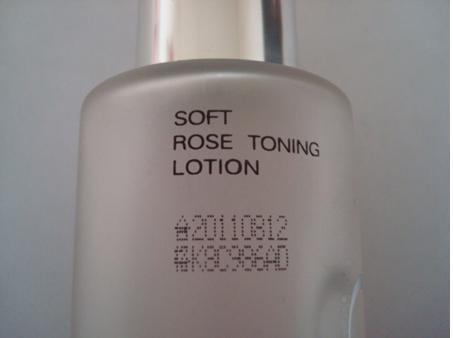 SOFT
ROSE TONING
LOTION
20110812